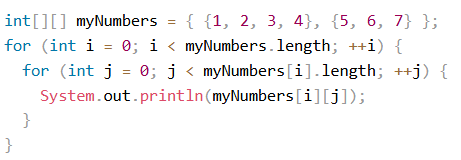 int[][] myNumbers = { {1, 2, 3, 4}, {5, 6, 7} };
for (int i = 0; i < myNumbers.length; ++i) {
  for (int j = 0; j < myNumbers[i].length; ++j) {
    System.out.println(myNumbers[i][j]);
  }
}